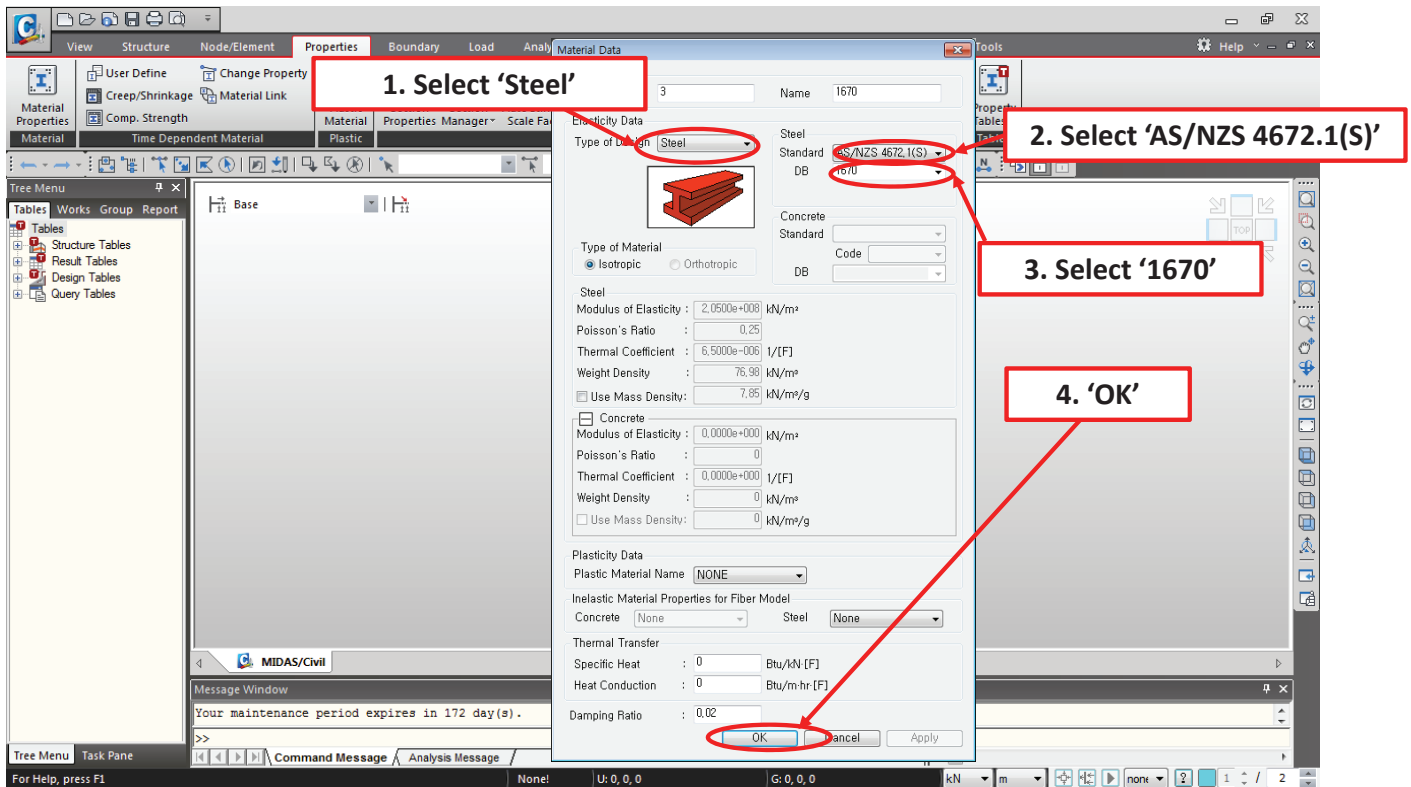 View Structure Node/Element Properties Boundary Load Analy Tools Help
Material Properties
User Define
Creep/Shrinkage
Comp. Strength
Change Property
Material Link
Material Properties Manager Scale Fa
Material Time Dependent Material Plastic
Tree Menu
Tables Works Group Report
Tables
Structure Tables
Result Tables
Design Tables
Query Tables
Base
TOP
Material Data
3 Name 1670
Elasticity Data
Type of Design Steel
Steel
Standard AS/NZS 4672.1(S)
DB 1670
Concrete
Standard
Code
DB
Type of Material
Isotropic Orthotropic
Steel
Modulus of Elasticity : 2,0500e+008 kN/m²
Poisson's Ratio : 0,25
Thermal Coefficient : 6,5000e-006 1/[F]
Weight Density : 76,98 kN/m³
Use Mass Density: 7,85 kN/m³/g
Concrete
Modulus of Elasticity : 0,0000e+000 kN/m²
Poisson's Ratio : 0
Thermal Coefficient : 0,0000e+000 1/[F]
Weight Density : 0 kN/m³
Use Mass Density: 0 kN/m³/g
Plasticity Data
Plastic Material Name NONE
Inelastic Material Properties for Fiber Model
Concrete None Steel None
Thermal Transfer
Specific Heat : 0 Btu/kN·[F]
Heat Conduction : 0 Btu/m·hr·[F]
Damping Ratio : 0,02
OK Cancel Apply
1. Select ‘Steel’
2. Select ‘AS/NZS 4672.1(S)’
3. Select ‘1670’
4. ‘OK’
MIDAS/Civil
Message Window
Your maintenance period expires in 172 day(s).
>>
Command Message Analysis Message
Tree Menu Task Pane
For Help, press F1 None! U: 0, 0, 0 G: 0, 0, 0 kN m none 1 / 2